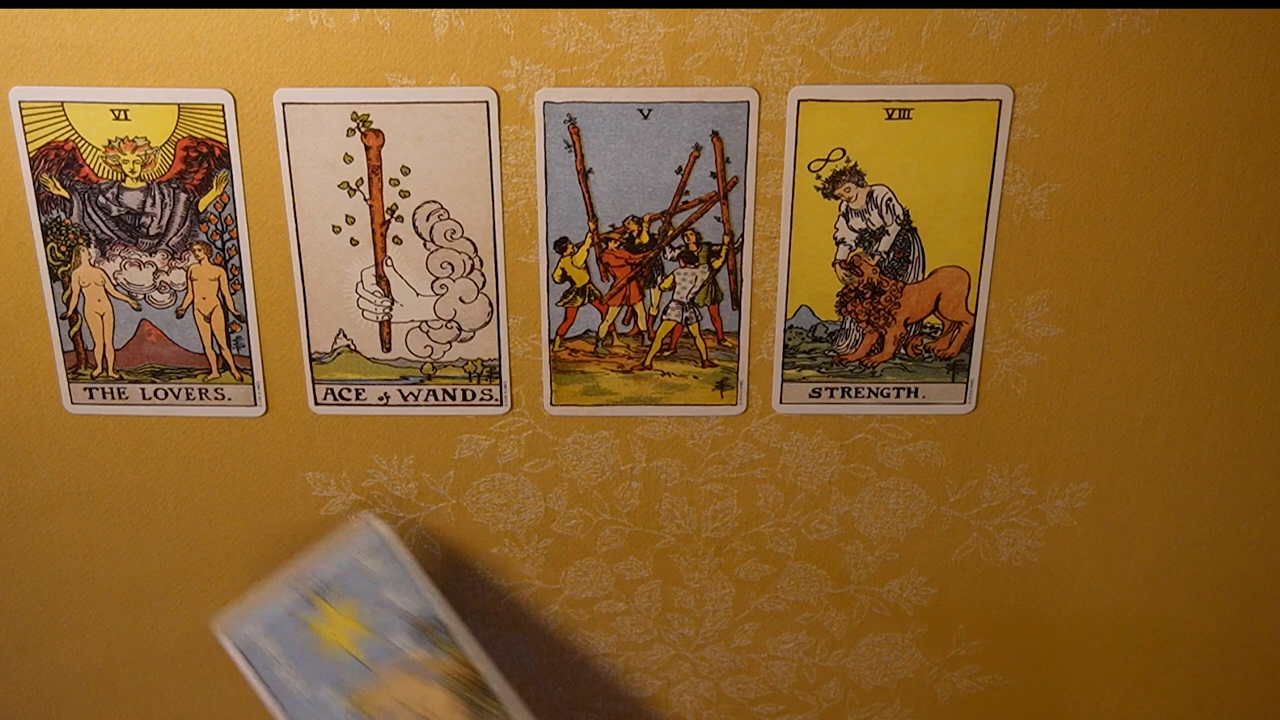 VI
THE LOVERS.
ACE of WANDS.
V
VIII
STRENGTH.